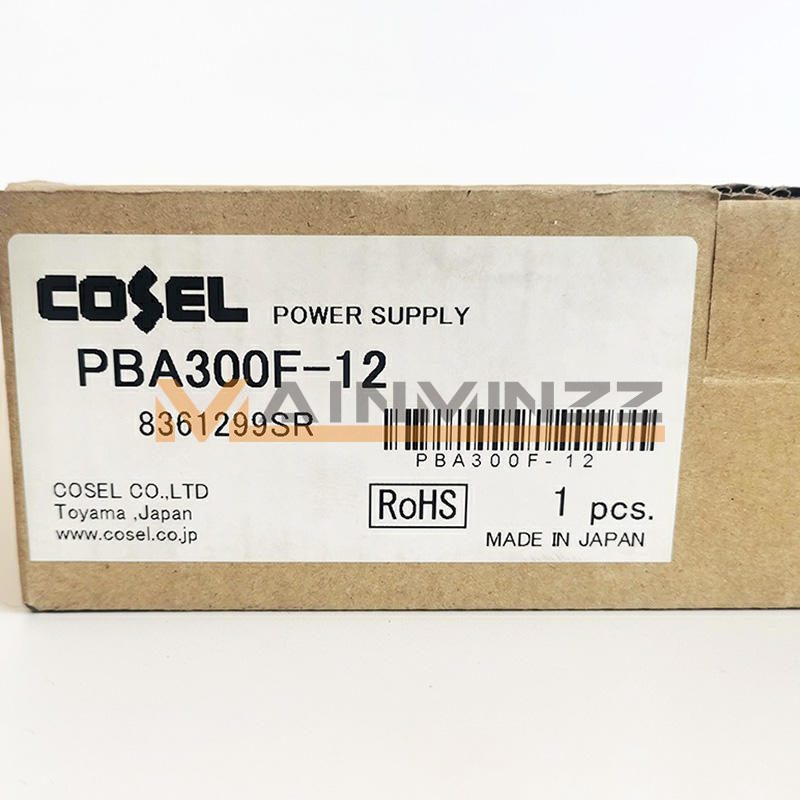 COSEL POWER SUPPLY
PBA300F-12
MAINMINZZ
8361299SR
PBA300F-12
COSEL CO.,LTD
Toyama ,Japan
www.cosel.co.jp
RoHS
1 pcs.
MADE IN JAPAN